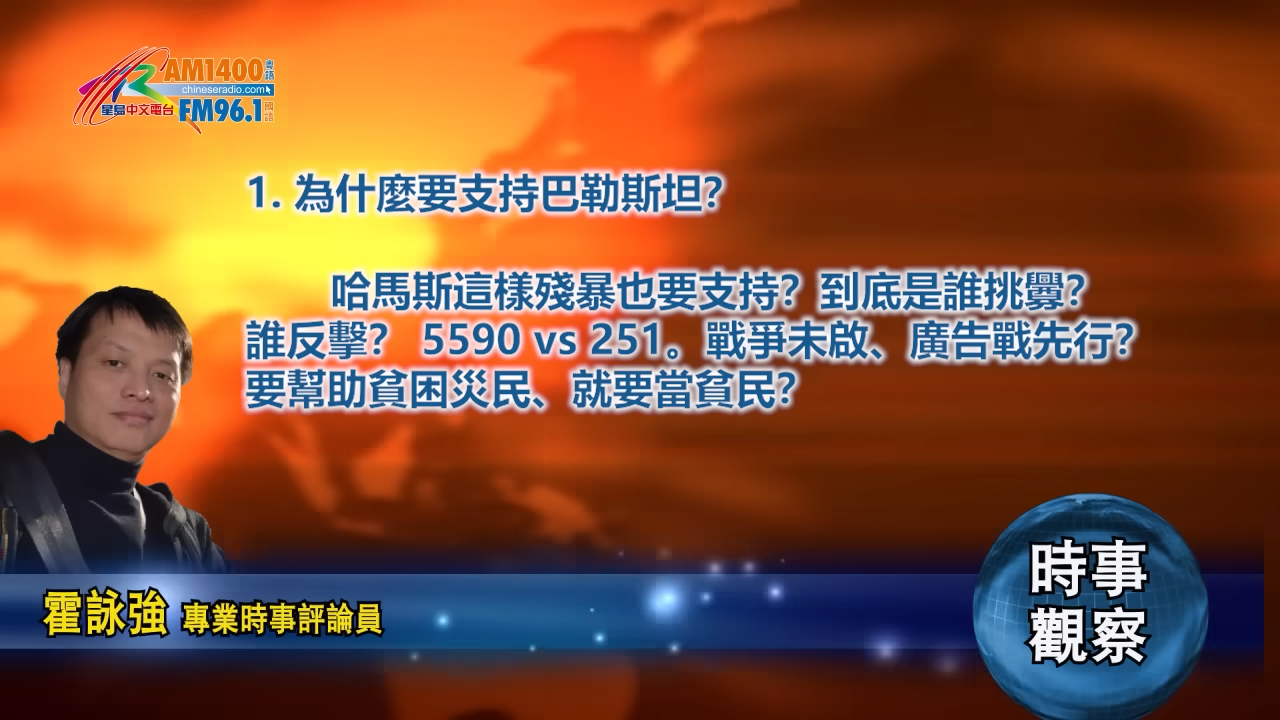 AM1400 粵語
chineseradio.com
星島中文電台 FM96.1 國語
1. 為什麼要支持巴勒斯坦?
哈馬斯這樣殘暴也要支持? 到底是誰挑釁?
誰反擊? 5590 vs 251。戰爭未啟、廣告戰先行?
要幫助貧困災民、就要當貧民?
時事
觀察
霍詠強 專業時事評論員